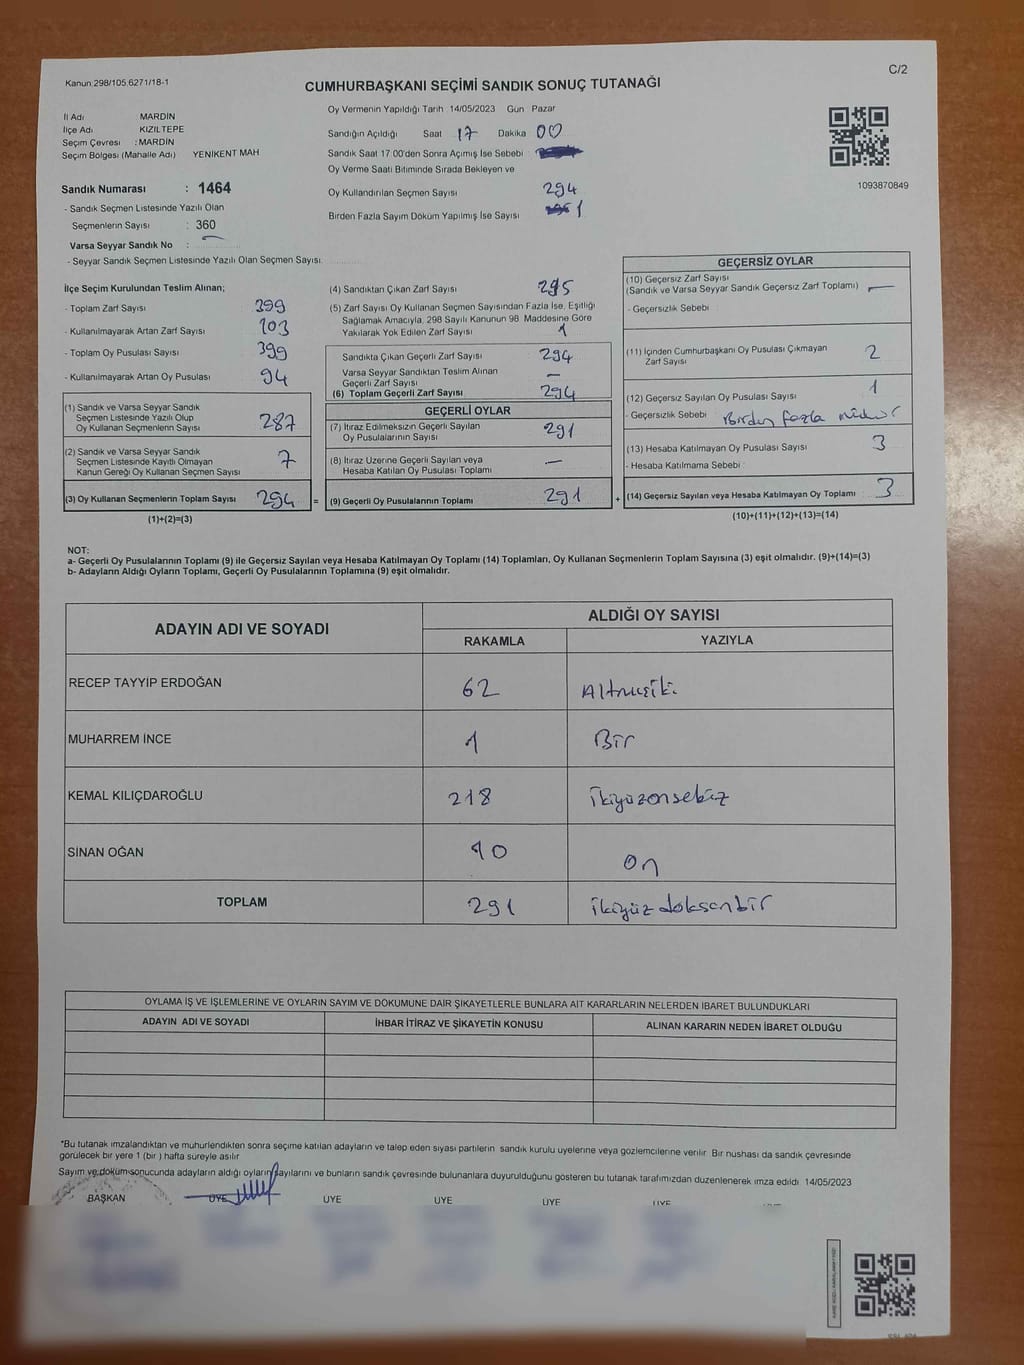 Kanun:298/105.6271/18-1
C/2
CUMHURBAŞKANI SEÇİMİ SANDIK SONUÇ TUTANAĞI
İl Adı MARDİN
İlçe Adı KIZILTEPE
Seçim Çevresi : MARDİN
Seçim Bölgesi (Mahalle Adı) YENİKENT MAH
Sandık Numarası : 1464
- Sandık Seçmen Listesinde Yazılı Olan
Seçmenlerin Sayısı : 360
Varsa Seyyar Sandık No :
- Seyyar Sandık Seçmen Listesinde Yazılı Olan Seçmen Sayısı:
Oy Vermenin Yapıldığı Tarih 14/05/2023 Gün Pazar
Sandığın Açıldığı Saat 17 Dakika 00
Sandık Saat 17.00'den Sonra Açımış İse Sebebi
Oy Verme Saati Bitiminde Sırada Bekleyen ve
Oy Kullandırılan Seçmen Sayısı 294
Birden Fazla Sayım Döküm Yapılmış İse Sayısı 1
1093870849
İlçe Seçim Kurulundan Teslim Alınan;
- Toplam Zarf Sayısı 399
- Kullanılmayarak Artan Zarf Sayısı 103
- Toplam Oy Pusulası Sayısı 399
- Kullanılmayarak Artan Oy Pusulası 94
(1) Sandık ve Varsa Seyyar Sandık
Seçmen Listesinde Yazılı Olup
Oy Kullanan Seçmenlerin Sayısı 287
(2) Sandık ve Varsa Seyyar Sandık
Seçmen Listesinde Kayıtlı Olmayan
Kanun Gereği Oy Kullanan Seçmen Sayısı 7
(3) Oy Kullanan Seçmenlerin Toplam Sayısı 294 =
(1)+(2)=(3)
(4) Sandıktan Çıkan Zarf Sayısı 295
(5) Zarf Sayısı Oy Kullanan Seçmen Sayısından Fazla İse, Eşitliği
Sağlamak Amacıyla, 298 Sayılı Kanunun 98. Maddesine Göre
Yakılarak Yok Edilen Zarf Sayısı 1
Sandıkta Çıkan Geçerli Zarf Sayısı 294
Varsa Seyyar Sandıktan Teslim Alınan
Geçerli Zarf Sayısı —
(6) Toplam Geçerli Zarf Sayısı 294
GEÇERLİ OYLAR
(7) İtiraz Edilmeksizin Geçerli Sayılan
Oy Pusulalarının Sayısı 291
(8) İtiraz Üzerine Geçerli Sayılan veya
Hesaba Katılan Oy Pusulası Toplamı —
(9) Geçerli Oy Pusulalarının Toplamı 291 +
GEÇERSİZ OYLAR
(10) Geçersiz Zarf Sayısı
(Sandık ve Varsa Seyyar Sandık Geçersiz Zarf Toplamı) —
- Geçersizlik Sebebi
(11) İçinden Cumhurbaşkanı Oy Pusulası Çıkmayan
Zarf Sayısı 2
(12) Geçersiz Sayılan Oy Pusulası Sayısı 1
- Geçersizlik Sebebi Birden fazla mühür
(13) Hesaba Katılmayan Oy Pusulası Sayısı 3
- Hesaba Katılmama Sebebi :
(14) Geçersiz Sayılan veya Hesaba Katılmayan Oy Toplamı 3
(10)+(11)+(12)+(13)=(14)
NOT:
a- Geçerli Oy Pusulalarının Toplamı (9) ile Geçersiz Sayılan veya Hesaba Katılmayan Oy Toplamı (14) Toplamları, Oy Kullanan Seçmenlerin Toplam Sayısına (3) eşit olmalıdır. (9)+(14)=(3)
b- Adayların Aldığı Oyların Toplamı, Geçerli Oy Pusulalarının Toplamına (9) eşit olmalıdır.
ADAYIN ADI VE SOYADI ALDIĞI OY SAYISI
RAKAMLA YAZIYLA
RECEP TAYYİP ERDOĞAN 62 Altmışiki
MUHARREM İNCE 1 Bir
KEMAL KILIÇDAROĞLU 218 İkiyüzonsekiz
SİNAN OĞAN 10 On
TOPLAM 291 İkiyüz doksanbir
OYLAMA İŞ VE İŞLEMLERİNE VE OYLARIN SAYIM VE DÖKÜMÜNE DAİR ŞİKAYETLERLE BUNLARA AİT KARARLARIN NELERDEN İBARET BULUNDUKLARI
ADAYIN ADI VE SOYADI İHBAR İTİRAZ VE ŞİKAYETİN KONUSU ALINAN KARARIN NEDEN İBARET OLDUĞU
*Bu tutanak imzalandıktan ve mühürlendikten sonra seçime katılan adayların ve talep eden siyasi partilerin sandık kurulu üyelerine veya gözlemcilerine verilir. Bir nüshası da sandık çevresinde
görülecek bir yere 1 (bir ) hafta süreyle asılır
Sayım ve döküm sonucunda adayların aldığı oyların sayılarını ve bunların sandık çevresinde bulunanlara duyurulduğunu gösteren bu tutanak tarafımızdan düzenlenerek imza edildi. 14/05/2023
BAŞKAN ÜYE ÜYE ÜYE ÜYE ÜYE